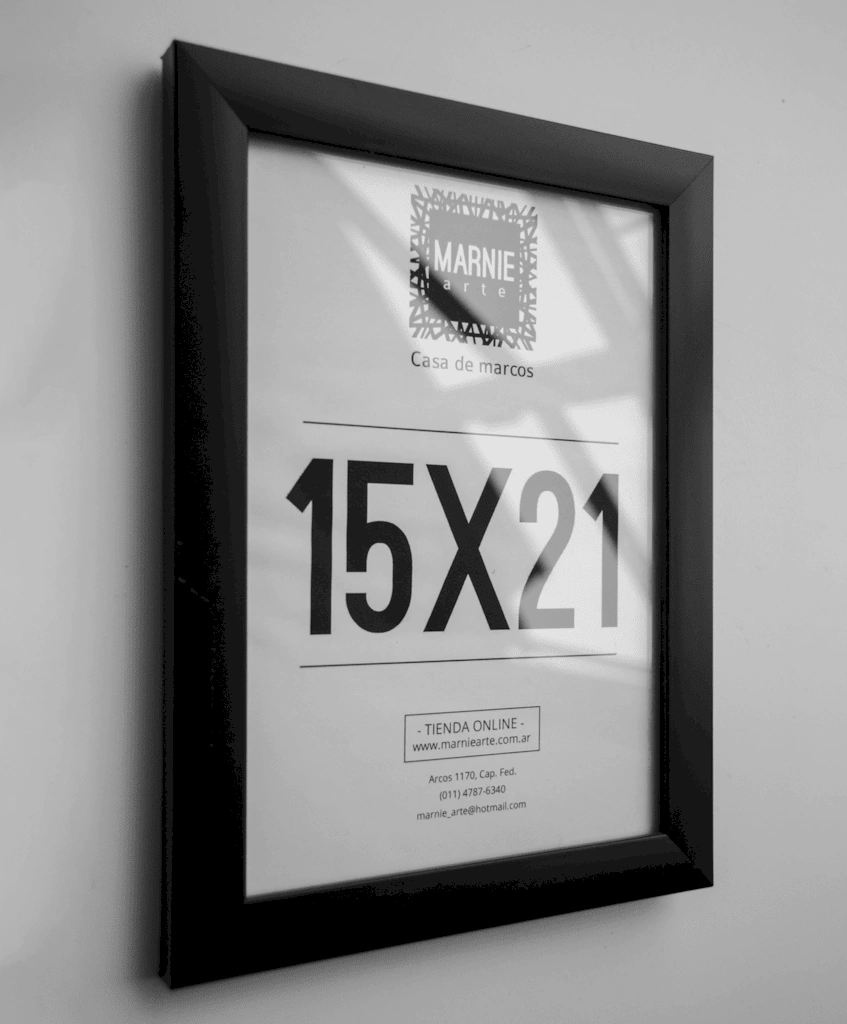 MARNIE
arte
Casa de marcos
15X21
- TIENDA ONLINE -
www.marniearte.com.ar
Arcos 1170, Cap. Fed.
(011) 4787-6340
marnie_arte@hotmail.com